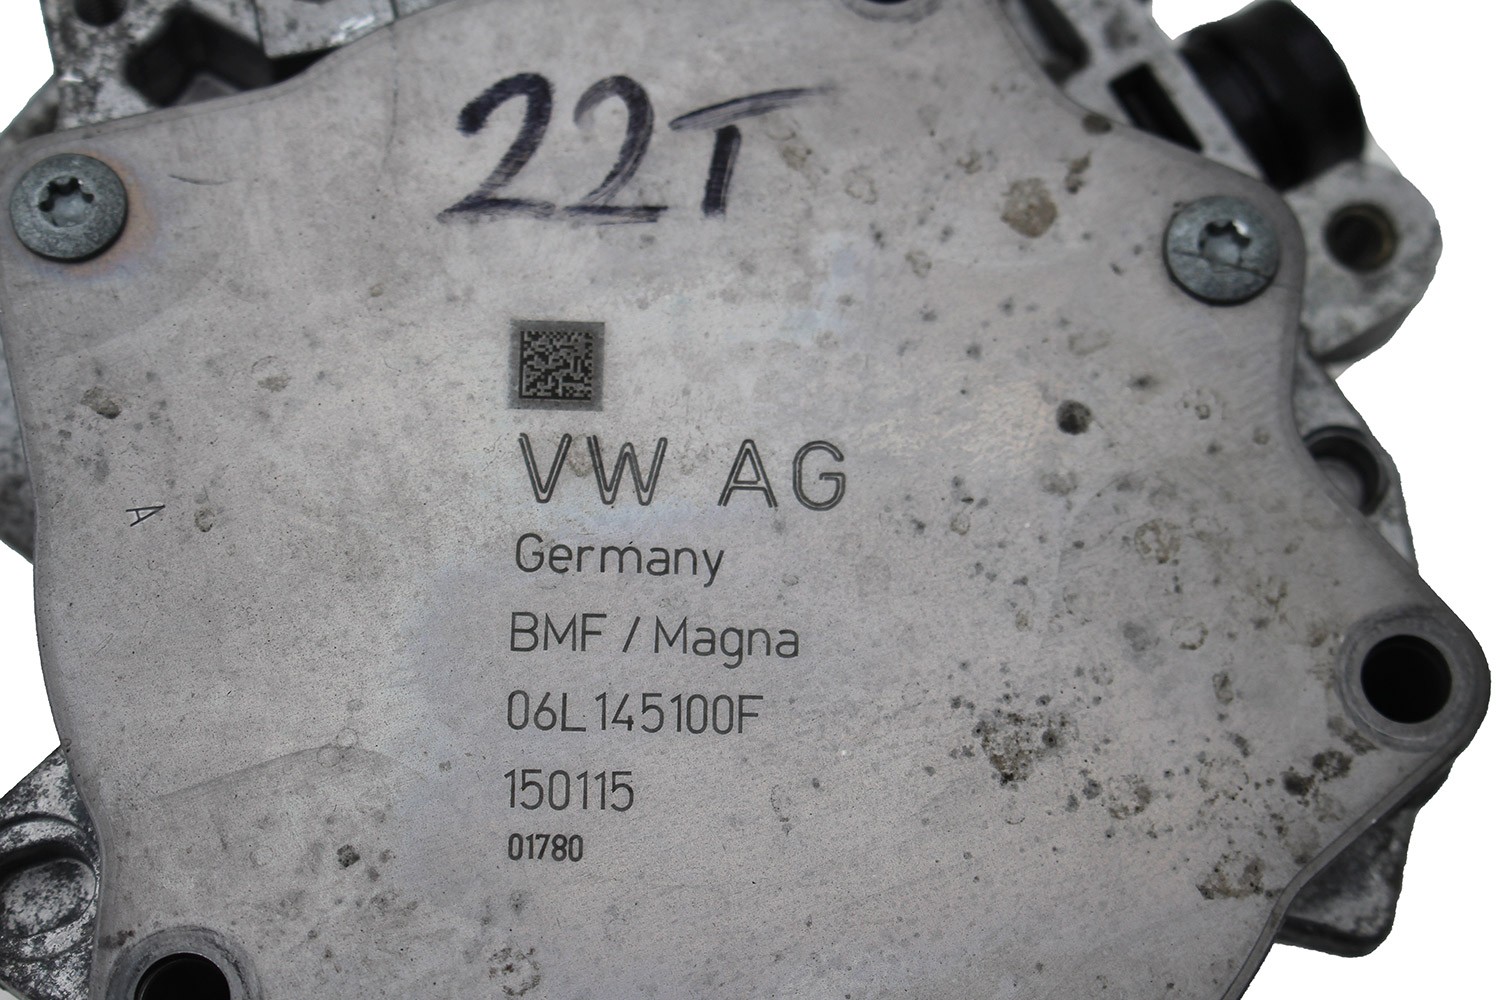 22T
VW AG
Germany
A
BMF / Magna
06L145100F
150115
01780